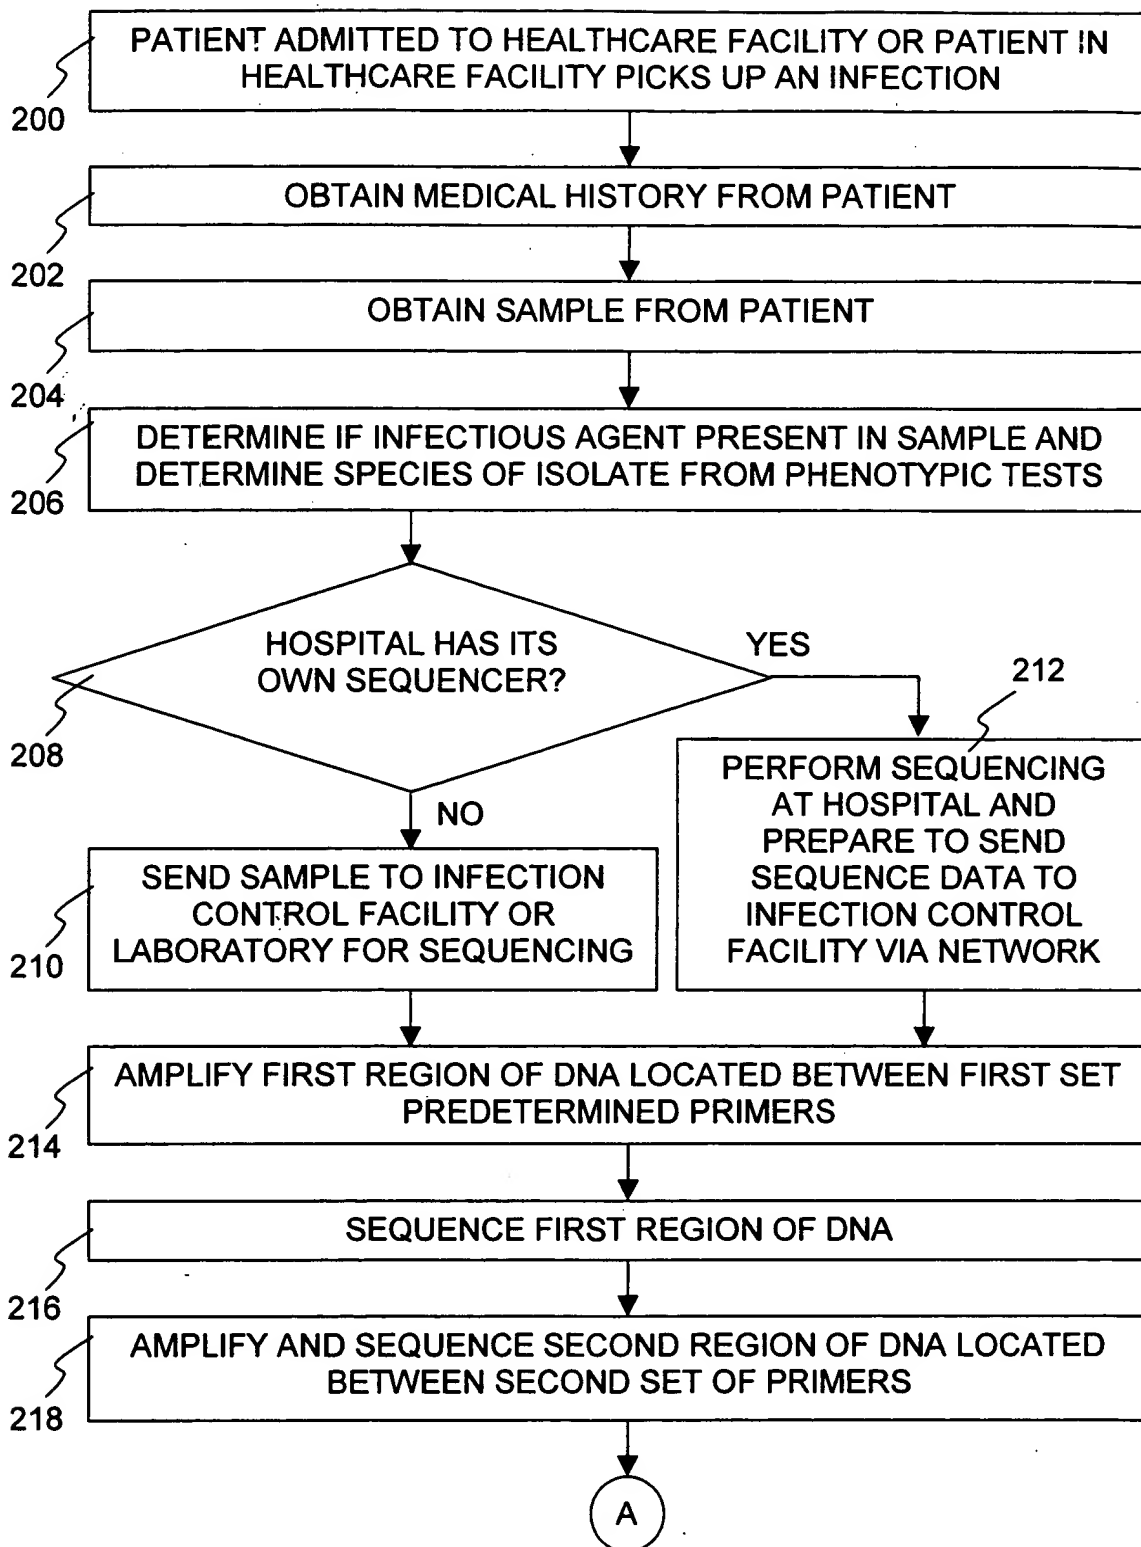 PATIENT ADMITTED TO HEALTHCARE FACILITY OR PATIENT IN
HEALTHCARE FACILITY PICKS UP AN INFECTION
200
OBTAIN MEDICAL HISTORY FROM PATIENT
202
OBTAIN SAMPLE FROM PATIENT
204
DETERMINE IF INFECTIOUS AGENT PRESENT IN SAMPLE AND
DETERMINE SPECIES OF ISOLATE FROM PHENOTYPIC TESTS
206
HOSPITAL HAS ITS
OWN SEQUENCER?
YES
208
212
PERFORM SEQUENCING
AT HOSPITAL AND
PREPARE TO SEND
SEQUENCE DATA TO
INFECTION CONTROL
FACILITY VIA NETWORK
NO
SEND SAMPLE TO INFECTION
CONTROL FACILITY OR
LABORATORY FOR SEQUENCING
210
AMPLIFY FIRST REGION OF DNA LOCATED BETWEEN FIRST SET
PREDETERMINED PRIMERS
214
SEQUENCE FIRST REGION OF DNA
216
AMPLIFY AND SEQUENCE SECOND REGION OF DNA LOCATED
BETWEEN SECOND SET OF PRIMERS
218
A